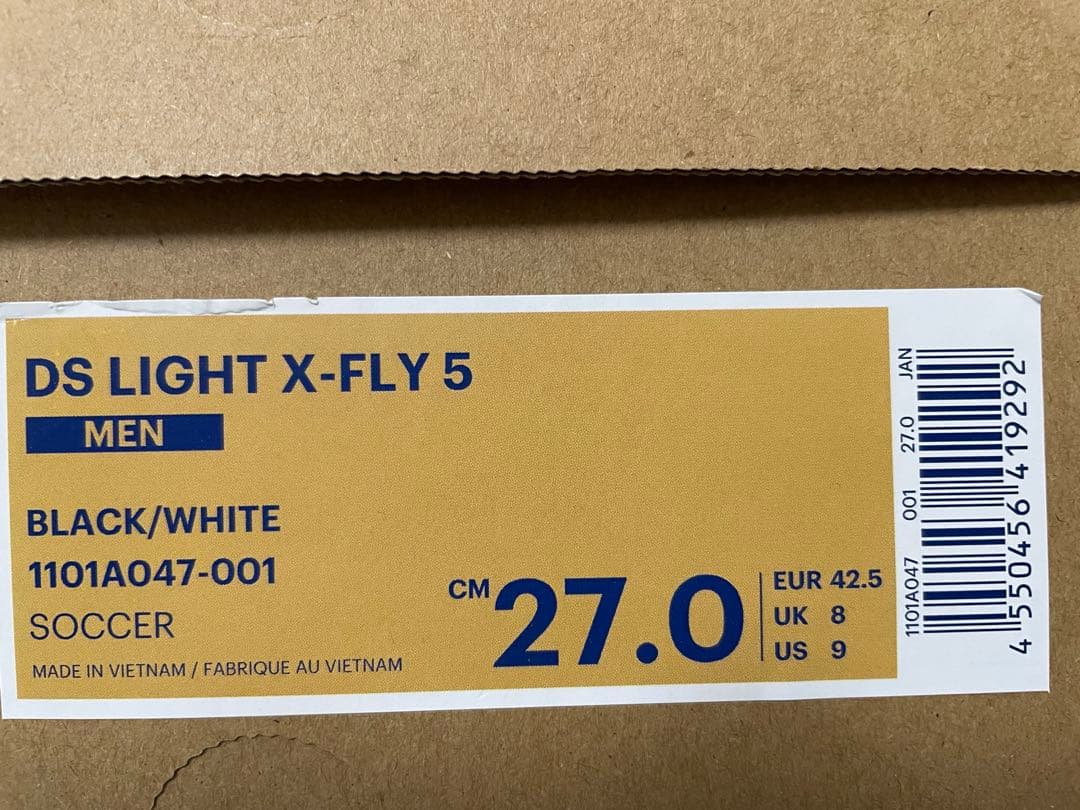 DS LIGHT X-FLY 5
MEN
BLACK/WHITE
1101A047-001
SOCCER
MADE IN VIETNAM / FABRIQUE AU VIETNAM
CM 27.0
EUR 42.5
UK 8
US 9
1101A047 001 27.0 JAN
4 550456 419292